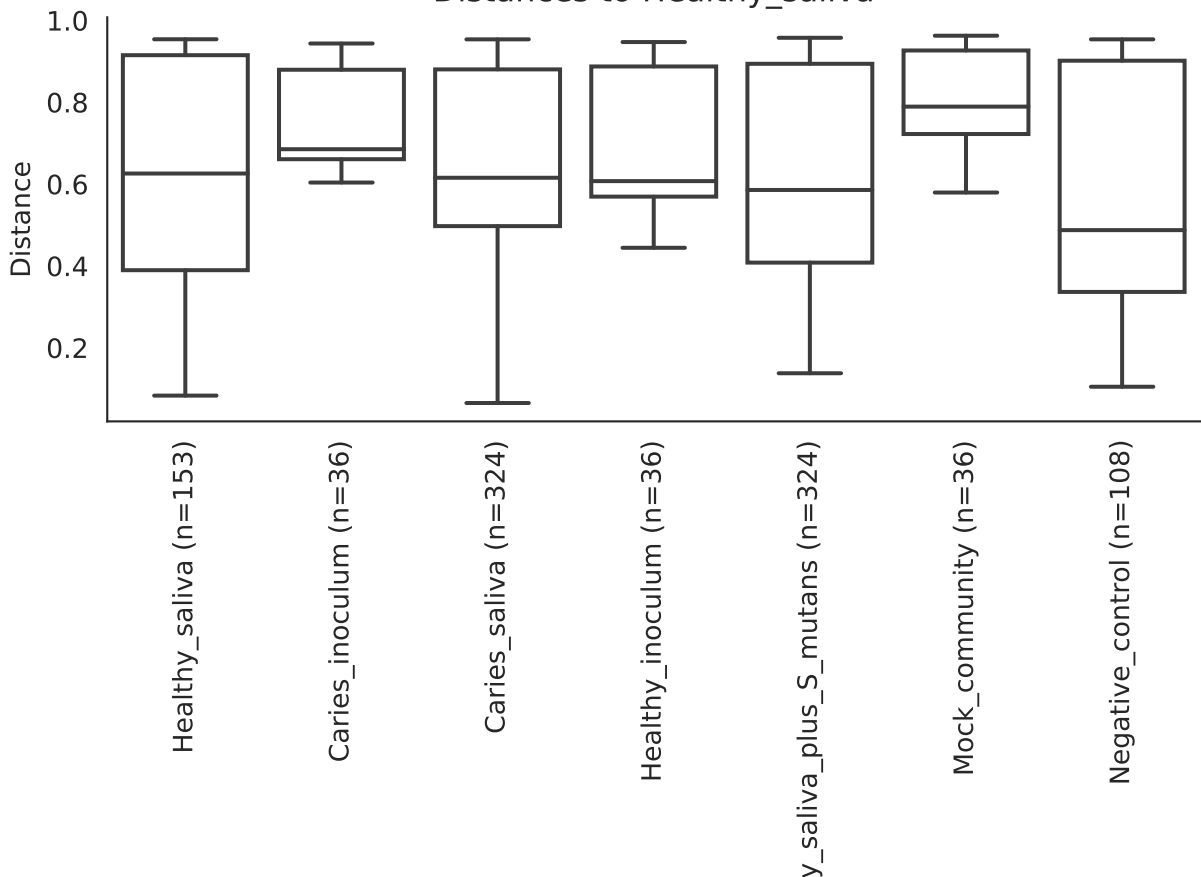 Distances to Healthy_saliva
1.0
0.8
0.6
0.4
0.2
Distance
Healthy_saliva (n=153)
Caries_inoculum (n=36)
Caries_saliva (n=324)
Healthy_inoculum (n=36)
y_saliva_plus_S_mutans (n=324)
Mock_community (n=36)
Negative_control (n=108)